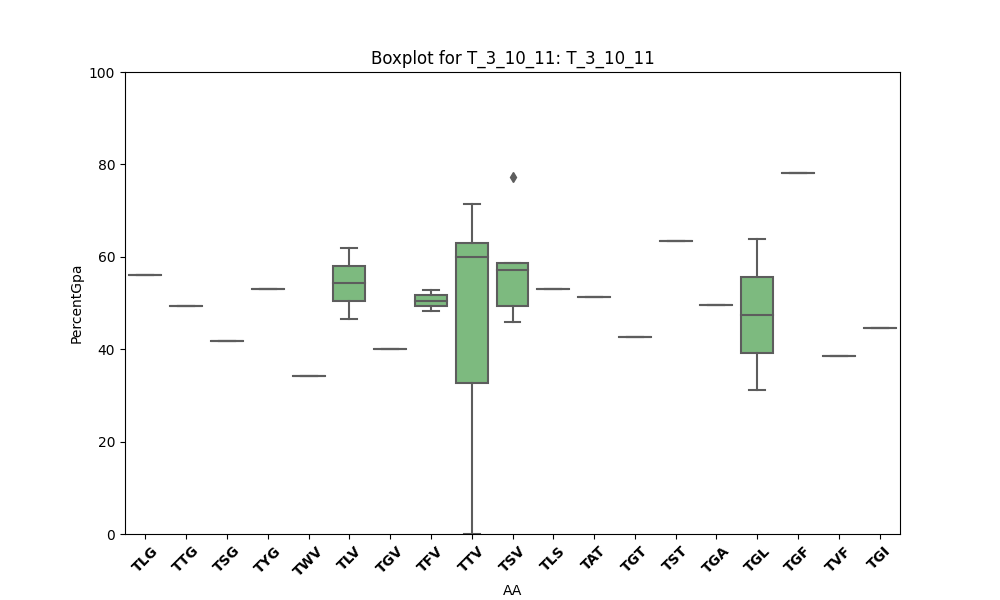 Boxplot for T_3_10_11: T_3_10_11
100
80
60
40
20
0
PercentGpa
TLG TTG TSG TYG TWV TLV TGV TFV TTV TSV TLS TAT TGT TST TGA TGL TGF TVF TGI
AA